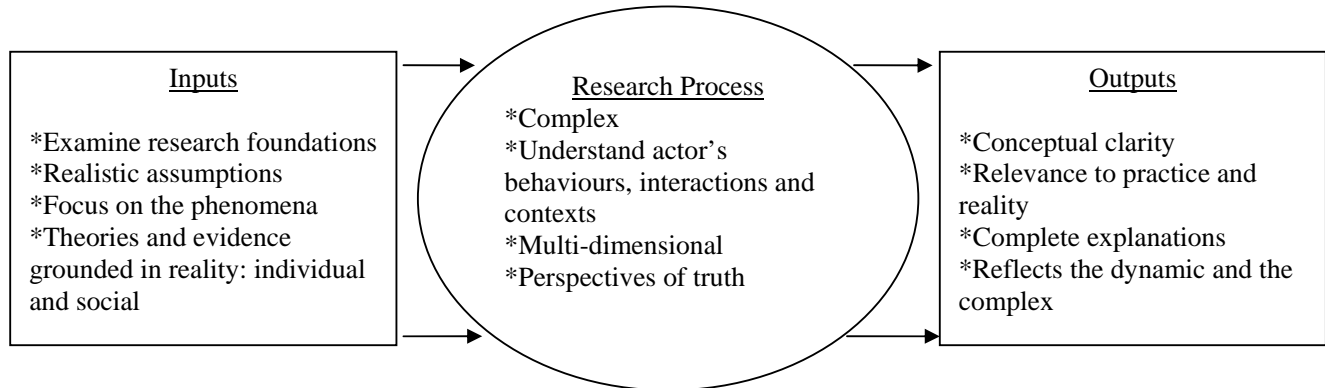 Inputs
*Examine research foundations
*Realistic assumptions
*Focus on the phenomena
*Theories and evidence
grounded in reality: individual
and social
Research Process
*Complex
*Understand actor's
behaviours, interactions and
contexts
*Multi-dimensional
*Perspectives of truth
Outputs
*Conceptual clarity
*Relevance to practice and
reality
*Complete explanations
*Reflects the dynamic and the
complex